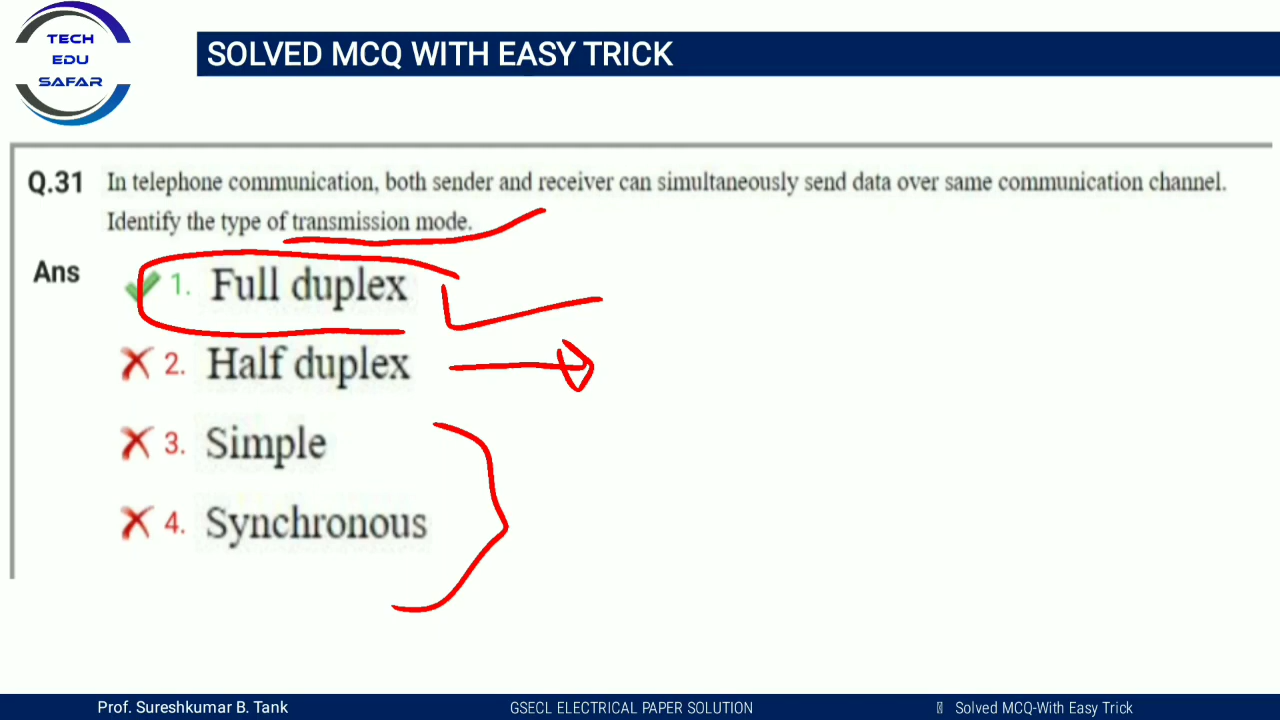 TECH
EDU
SAFAR
SOLVED MCQ WITH EASY TRICK
Q.31 In telephone communication, both sender and receiver can simultaneously send data over same communication channel.
Identify the type of transmission mode.
Ans
1. Full duplex
2. Half duplex
3. Simple
4. Synchronous
Prof. Sureshkumar B. Tank GSECL ELECTRICAL PAPER SOLUTION Solved MCQ-With Easy Trick